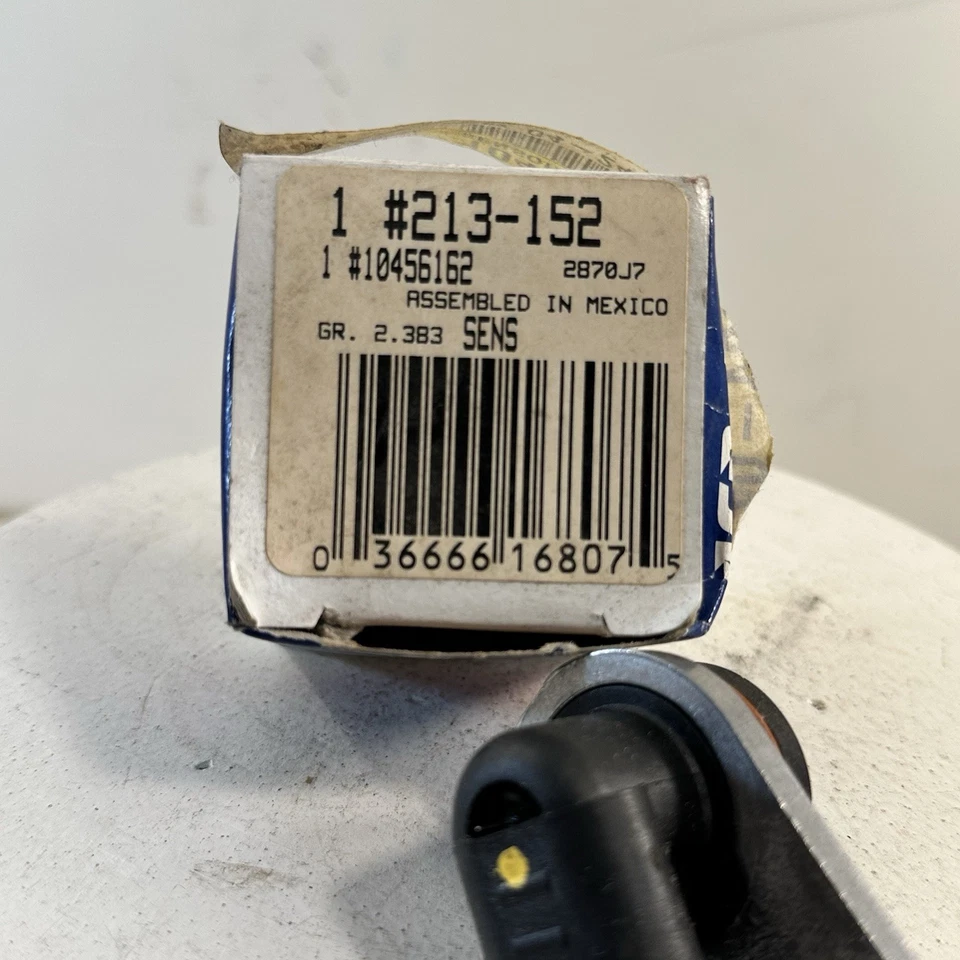 1 #213-152
1 #10456162 2870J7
ASSEMBLED IN MEXICO
GR. 2.383 SENS
0 36666 16807 5